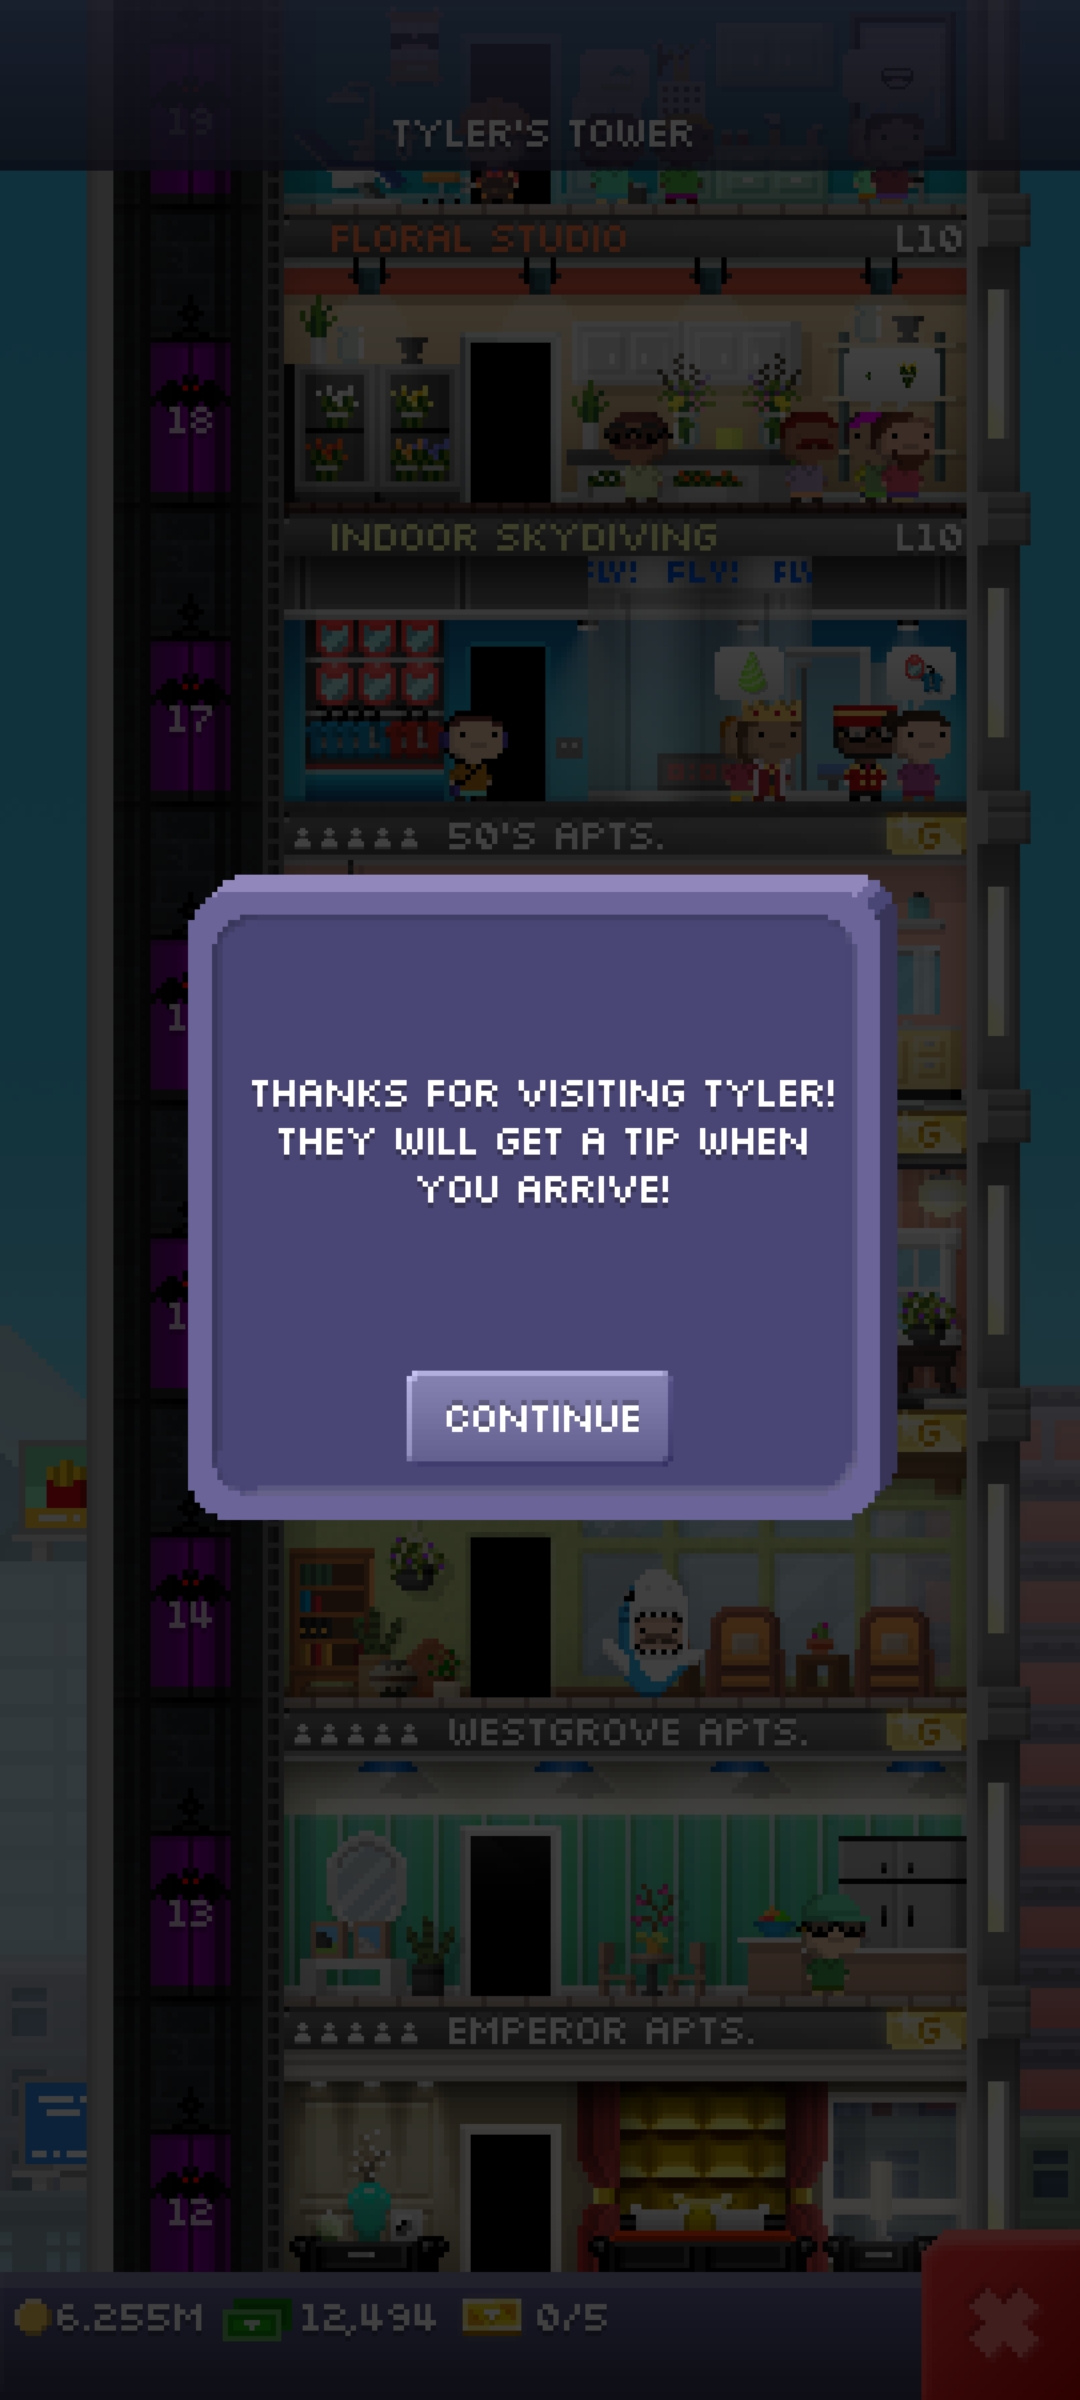 19
TYLER'S TOWER
FLORAL STUDIO L10
18
INDOOR SKYDIVING L10
FLY! FLY! FLY
17
50'S APTS. G
THANKS FOR VISITING TYLER!
THEY WILL GET A TIP WHEN
YOU ARRIVE!
G
G
CONTINUE
14
WESTGROVE APTS. G
13
EMPEROR APTS. G
12
6.255M 12,494 0/5